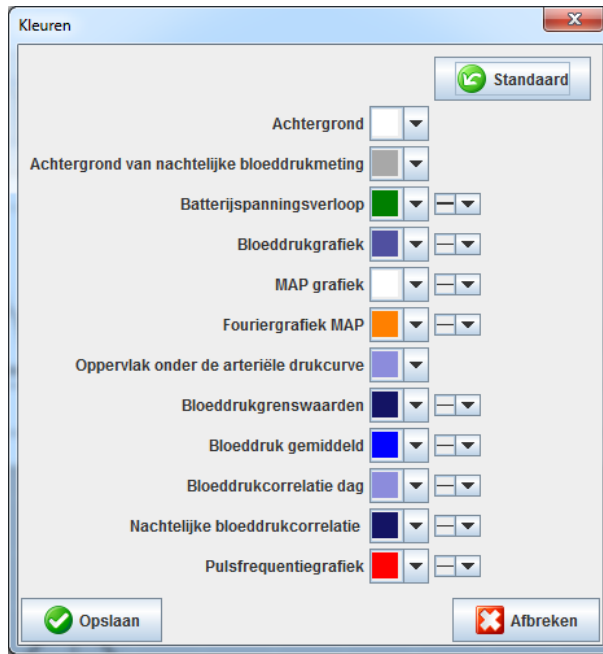 Kleuren
Standaard
Achtergrond
Achtergrond van nachtelijke bloeddrukmeting
Batterijspanningsverloop
Bloeddrukgrafiek
MAP grafiek
Fouriergrafiek MAP
Oppervlak onder de arteriële drukcurve
Bloeddrukgrenswaarden
Bloeddruk gemiddeld
Bloeddrukcorrelatie dag
Nachtelijke bloeddrukcorrelatie
Pulsfrequentiegrafiek
Opslaan
Afbreken